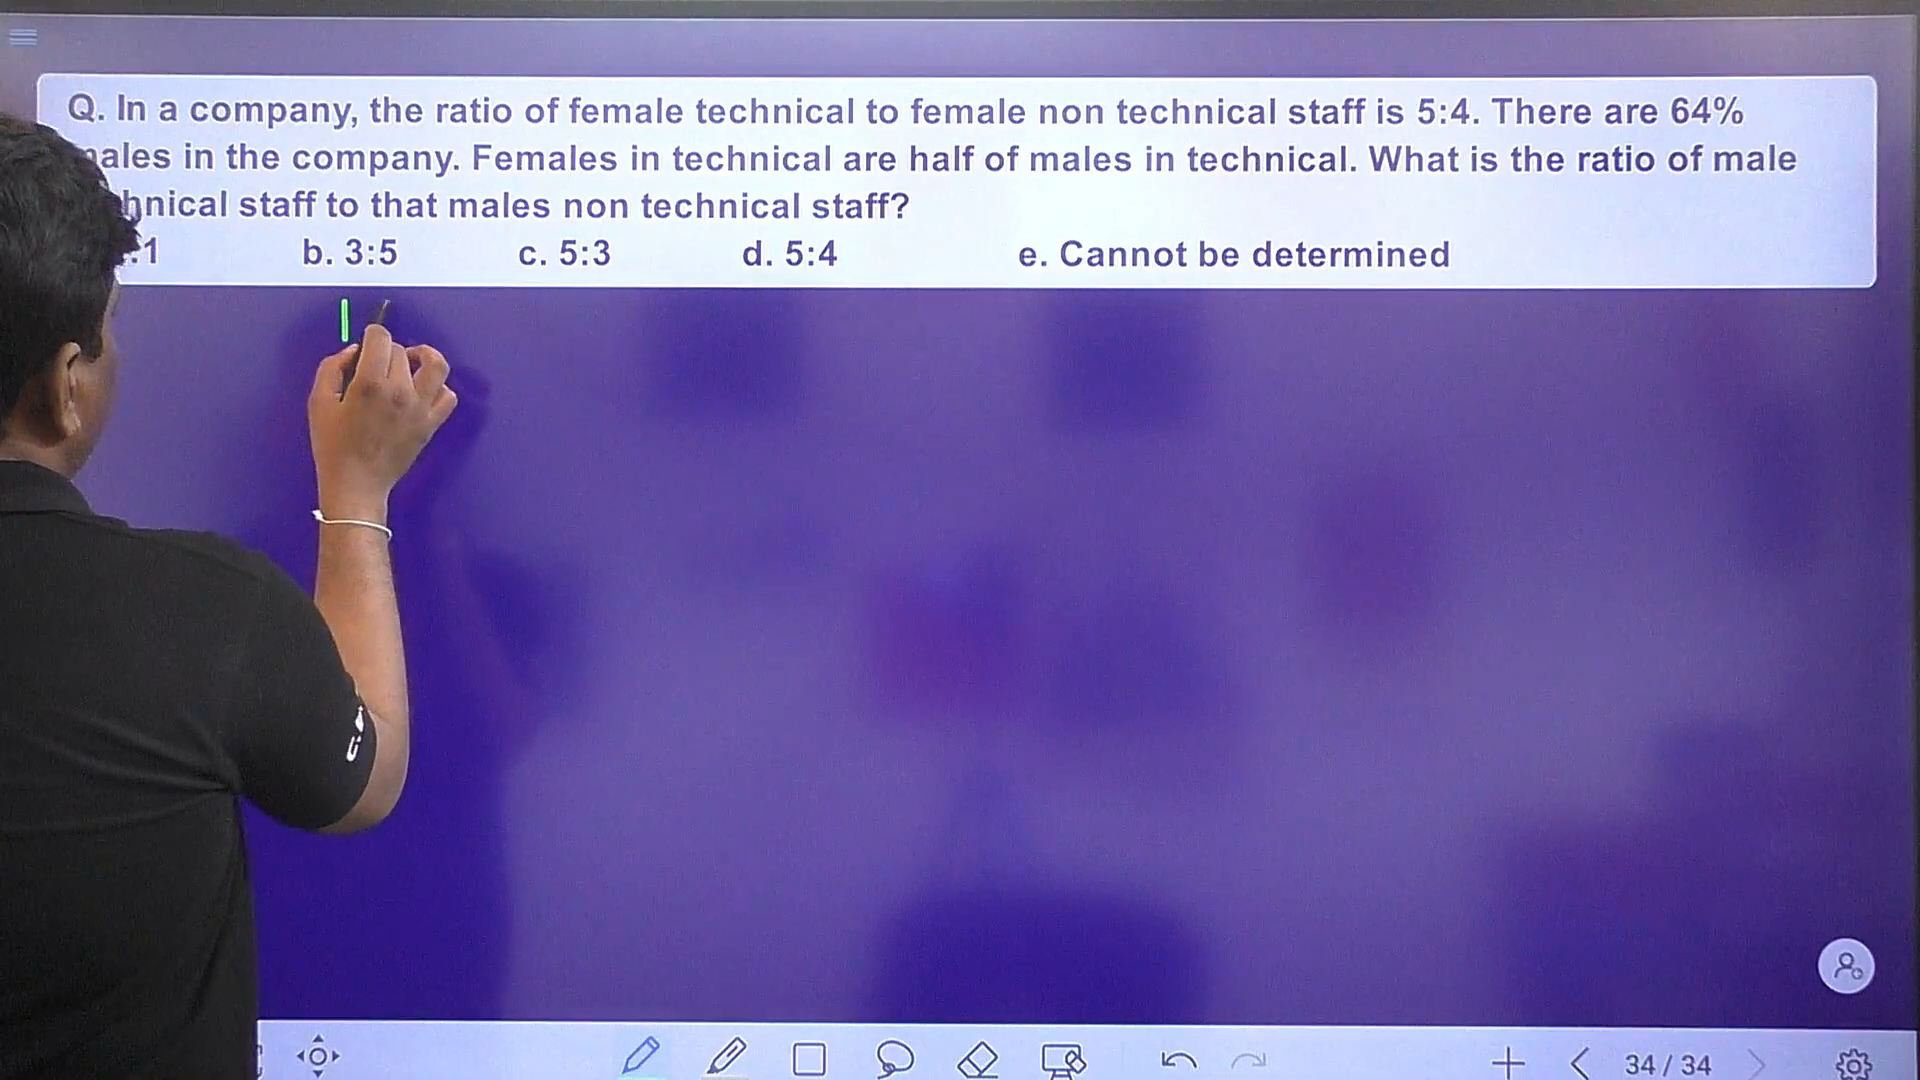 Q. In a company, the ratio of female technical to female non technical staff is 5:4. There are 64%
ales in the company. Females in technical are half of males in technical. What is the ratio of male
hnical staff to that males non technical staff?
:1 b. 3:5 c. 5:3 d. 5:4 e. Cannot be determined
34 / 34